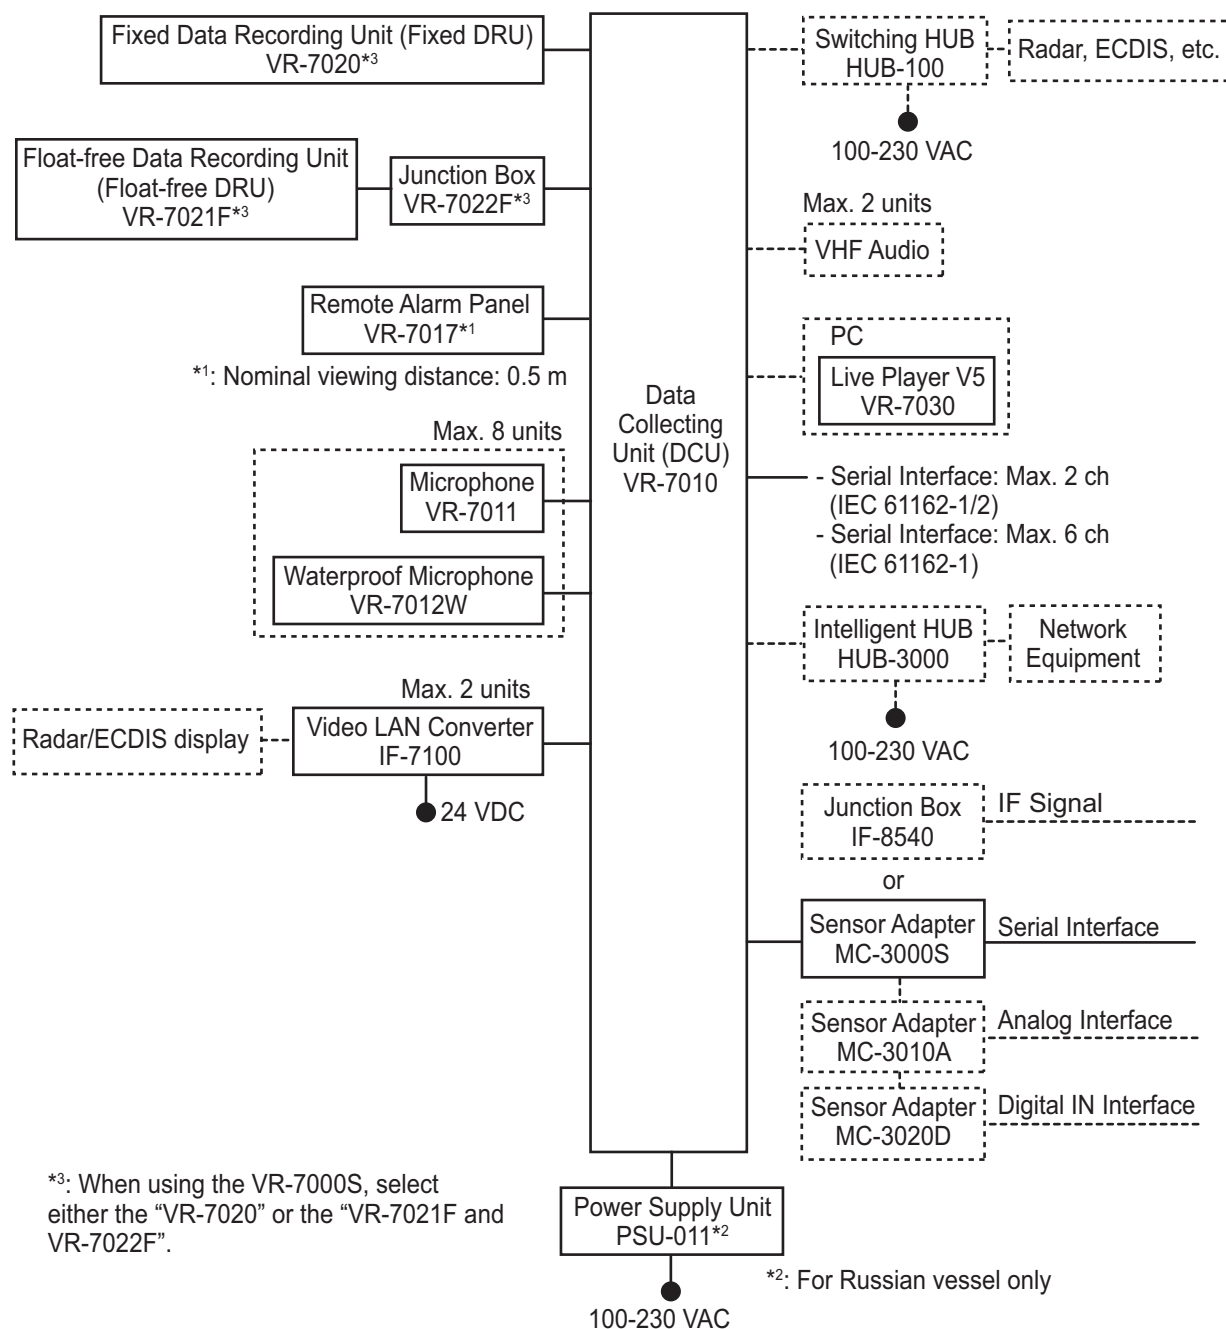 Fixed Data Recording Unit (Fixed DRU)
VR-7020*3
Float-free Data Recording Unit
(Float-free DRU)
VR-7021F*3
Junction Box
VR-7022F*3
Remote Alarm Panel
VR-7017*1
*1: Nominal viewing distance: 0.5 m
Max. 8 units
Microphone
VR-7011
Waterproof Microphone
VR-7012W
Max. 2 units
Radar/ECDIS display
Video LAN Converter
IF-7100
24 VDC
Data
Collecting
Unit (DCU)
VR-7010
Switching HUB
HUB-100
Radar, ECDIS, etc.
100-230 VAC
Max. 2 units
VHF Audio
PC
Live Player V5
VR-7030
- Serial Interface: Max. 2 ch
(IEC 61162-1/2)
- Serial Interface: Max. 6 ch
(IEC 61162-1)
Intelligent HUB
HUB-3000
Network
Equipment
100-230 VAC
Junction Box
IF-8540
IF Signal
or
Sensor Adapter
MC-3000S
Serial Interface
Sensor Adapter
MC-3010A
Analog Interface
Sensor Adapter
MC-3020D
Digital IN Interface
*3: When using the VR-7000S, select
either the “VR-7020” or the “VR-7021F and
VR-7022F”.
Power Supply Unit
PSU-011*2
*2: For Russian vessel only
100-230 VAC